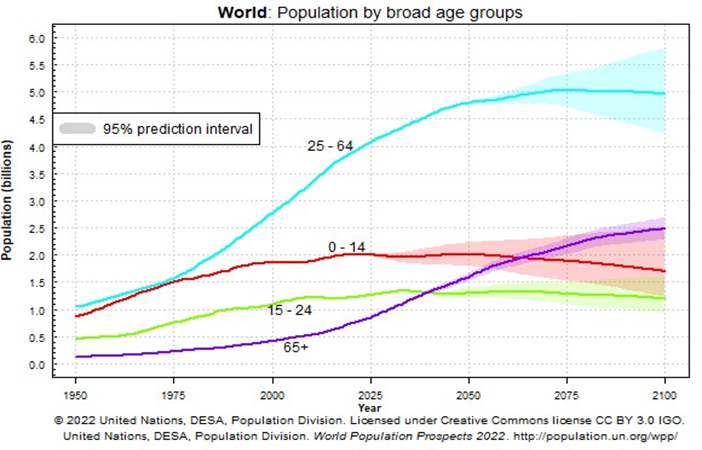 World: Population by broad age groups
6.0
5.5
5.0
4.5
4.0
3.5
3.0
2.5
2.0
1.5
1.0
0.5
0.0
Population (billions)
95% prediction interval
25 - 64
0 - 14
15 - 24
65+
1950 1975 2000 2025 2050 2075 2100
Year
© 2022 United Nations, DESA, Population Division. Licensed under Creative Commons license CC BY 3.0 IGO.
United Nations, DESA, Population Division. World Population Prospects 2022. http://population.un.org/wpp/